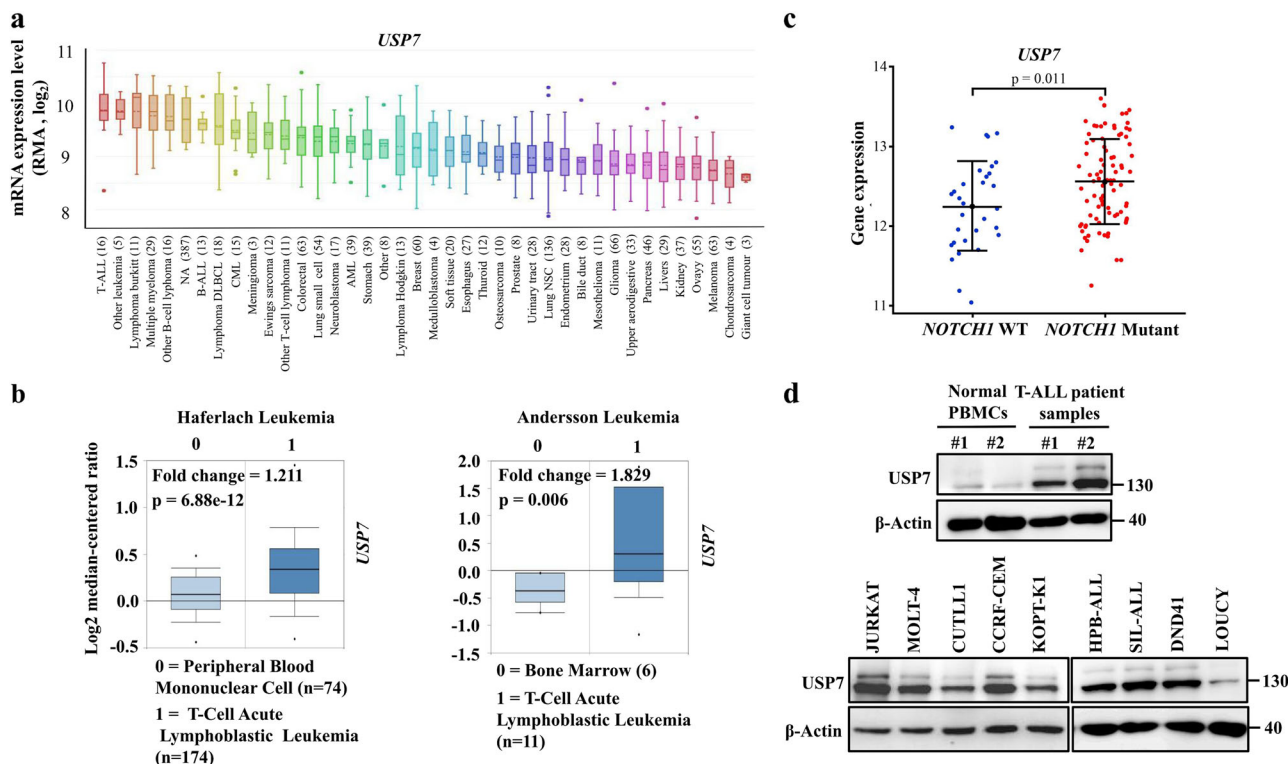 a
USP7
mRNA expression level
(RMA , log2)
11
10
9
8
T-ALL (16)
Other leukemia (5)
Lymphoma burkitt (11)
Multiple myeloma (29)
Other B-cell lyphoma (16)
NA (387)
B-ALL (13)
Lymphoma DLBCL (18)
CML (15)
Meningioma (3)
Ewings sarcoma (12)
Other T-cell lymphoma (11)
Colorectal (63)
Lung small cell (54)
Neuroblastoma (17)
AML (39)
Stomach (39)
Other (8)
Lymphoma Hodgkin (13)
Breast (60)
Medulloblastoma (4)
Soft tissue (20)
Esophagus (27)
Thuroid (12)
Osteosarcoma (10)
Prostate (8)
Urinary tract (28)
Lung NSC (136)
Endometrium (28)
Bile duct (8)
Mesothelioma (11)
Glioma (66)
Upper aerodigestive (33)
Pancreas (46)
Livers (29)
Kidney (37)
Ovayy (55)
Melanoma (63)
Chondrosarcoma (4)
Giant cell tumour (3)
b
Haferlach Leukemia
0 1
Log2 median-centered ratio
1.5
1.0
0.5
0.0
-0.5
Fold change = 1.211
p = 6.88e-12
USP7
0 = Peripheral Blood
Mononuclear Cell (n=74)
1 = T-Cell Acute
Lymphoblastic Leukemia
(n=174)
Andersson Leukemia
0 1
2.0
1.5
1.0
0.5
-0.0
-0.5
-1.0
-1.5
Fold change = 1.829
p = 0.006
USP7
0 = Bone Marrow (6)
1 = T-Cell Acute
Lymphoblastic Leukemia
(n=11)
c
USP7
p = 0.011
Gene expression
14
13
12
11
NOTCH1 WT
NOTCH1 Mutant
d
Normal
PBMCs
T-ALL patient
samples
#1 #2 #1 #2
USP7
130
β-Actin
40
JURKAT
MOLT-4
CUTLL1
CCRF-CEM
KOPT-K1
HPB-ALL
SIL-ALL
DND41
LOUCY
USP7
130
β-Actin
40